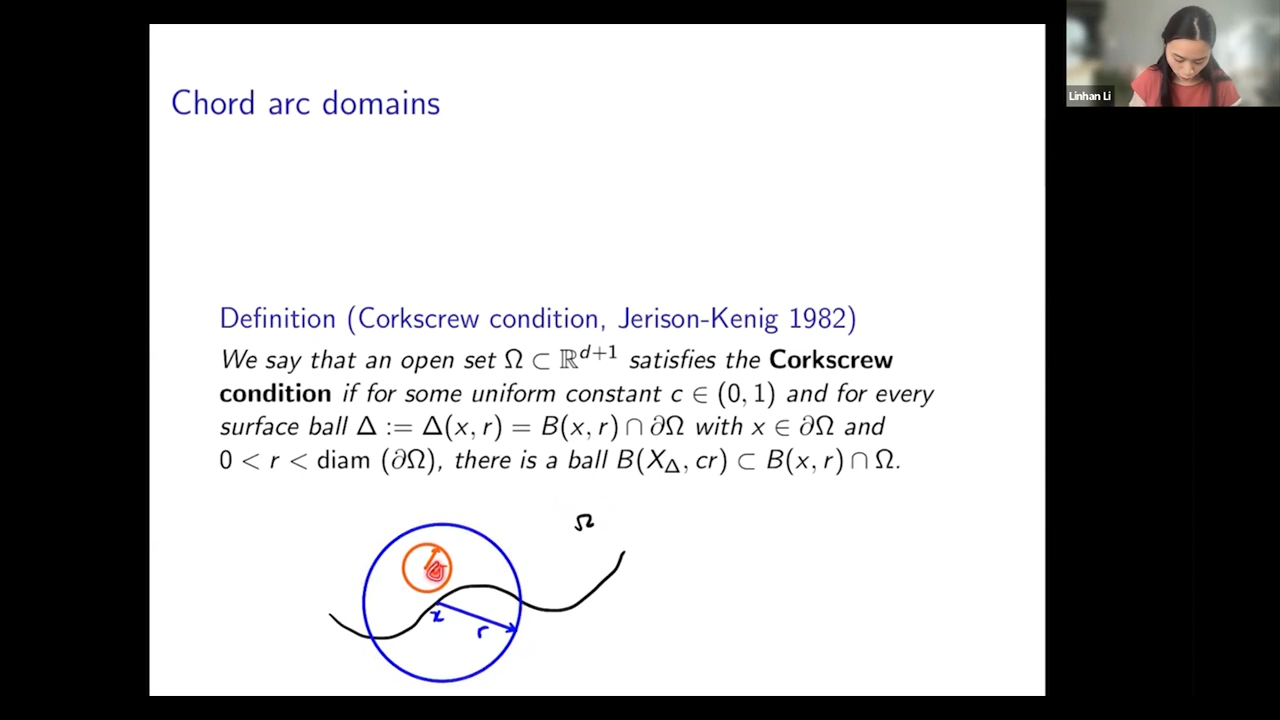 Linhan Li
Chord arc domains
Definition (Corkscrew condition, Jerison-Kenig 1982)
We say that an open set Ω ⊂ ℝ^{d+1} satisfies the Corkscrew
condition if for some uniform constant c ∈ (0, 1) and for every
surface ball Δ := Δ(x, r) = B(x, r) ∩ ∂Ω with x ∈ ∂Ω and
0 < r < diam (∂Ω), there is a ball B(X_Δ, cr) ⊂ B(x, r) ∩ Ω.
Ω
x
r